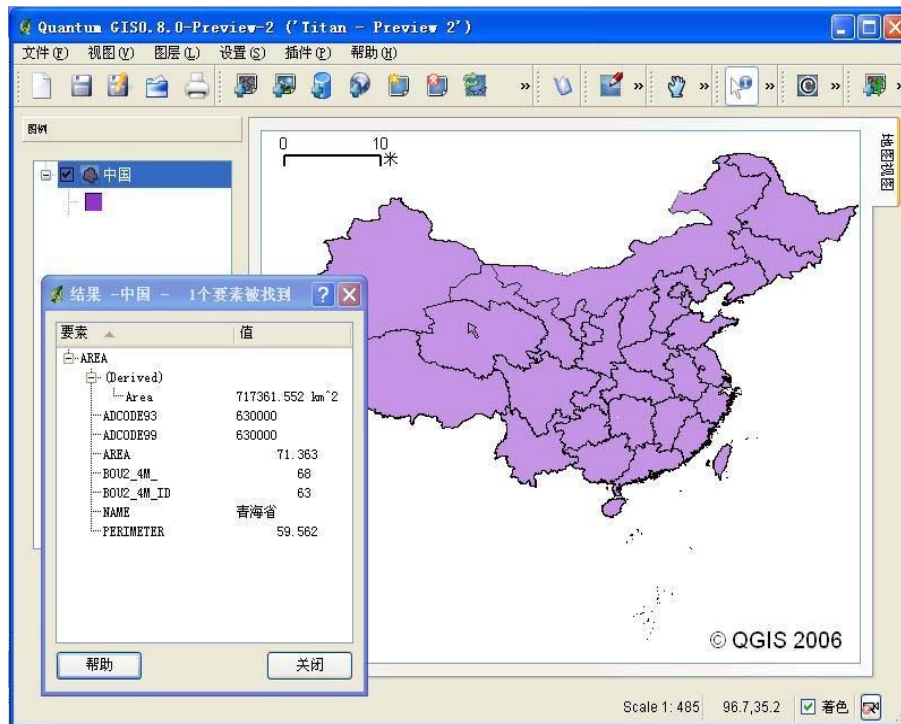 Quantum GIS0.8.0-Preview-2 ('Titan - Preview 2')
文件(F) 视图(V) 图层(L) 设置(S) 插件(P) 帮助(H)
» » » » »
图例
中国
0 10
米
地图视图
结果 -中国 - 1个要素被找到
要素 值
AREA
(Derived)
Area 717361.552 km^2
ADCODE93 630000
ADCODE99 630000
AREA 71.363
BOU2_4M_ 68
BOU2_4M_ID 63
NAME 青海省
PERIMETER 59.562
帮助 关闭
© QGIS 2006
Scale 1: 485 96.7,35.2 着色